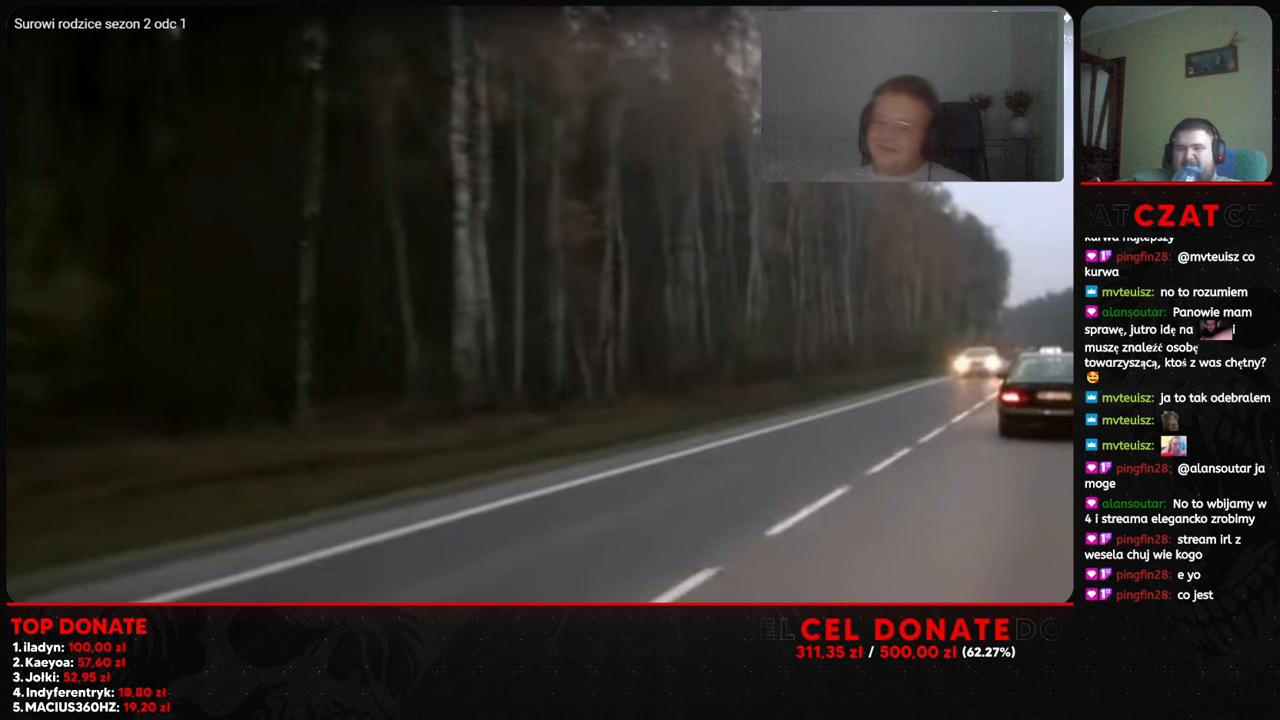 Surowi rodzice sezon 2 odc 1
CZAT
kurwa najlepszy
pingfin28: @mvteuisz co
kurwa
mvteuisz: no to rozumiem
alansoutar: Panowie mam
sprawę, jutro idę na i
muszę znaleźć osobę
towarzyszącą, ktoś z was chętny?
🥰
mvteuisz: ja to tak odebralem
mvteuisz:
mvteuisz:
pingfin28: @alansoutar ja
moge
alansoutar: No to wbijamy w
4 i streama elegancko zrobimy
pingfin28: stream irl z
wesela chuj wie kogo
pingfin28: e yo
pingfin28: co jest
TOP DONATE
1. iladyn: 100,00 zł
2. Kaeyoa: 57,60 zł
3. Jołki: 52,95 zł
4. Indyferentryk: 18,80 zł
5. MACIUS360HZ: 19,20 zł
CEL DONATE
311,35 zł / 500,00 zł (62.27%)